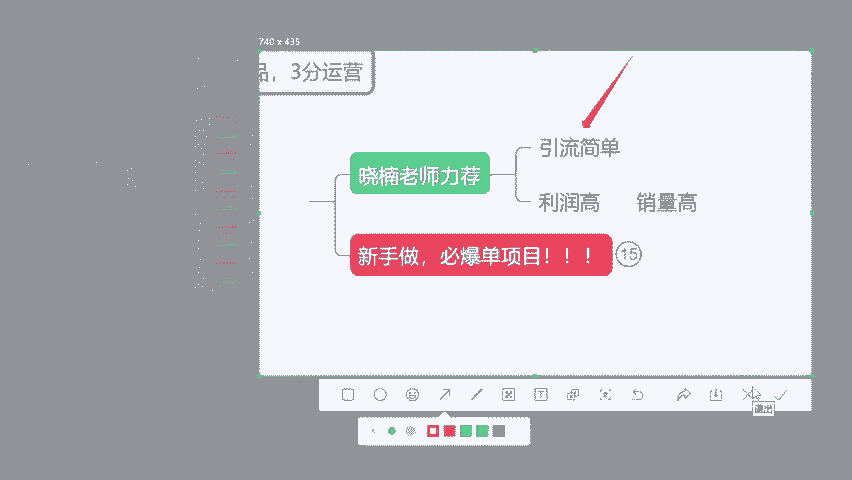 740 x 435
品，3分运营
引流简单
晓楠老师力荐
利润高 销量高
新手做，必爆单项目！！！ 15
退出